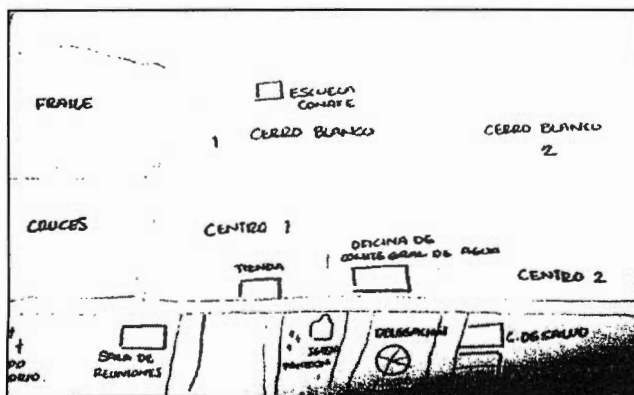 ESCUELA
CONAFE
FRAILE
1 CERRO BLANCO
CERRO BLANCO
2
CRUCES
CENTRO 1
OFICINA DE
COMITE GRAL DE AGUA
TIENDA
CENTRO 2
SALA DE
REUNIONES
IGLESIA
DELEGACION
C. DE SALUD